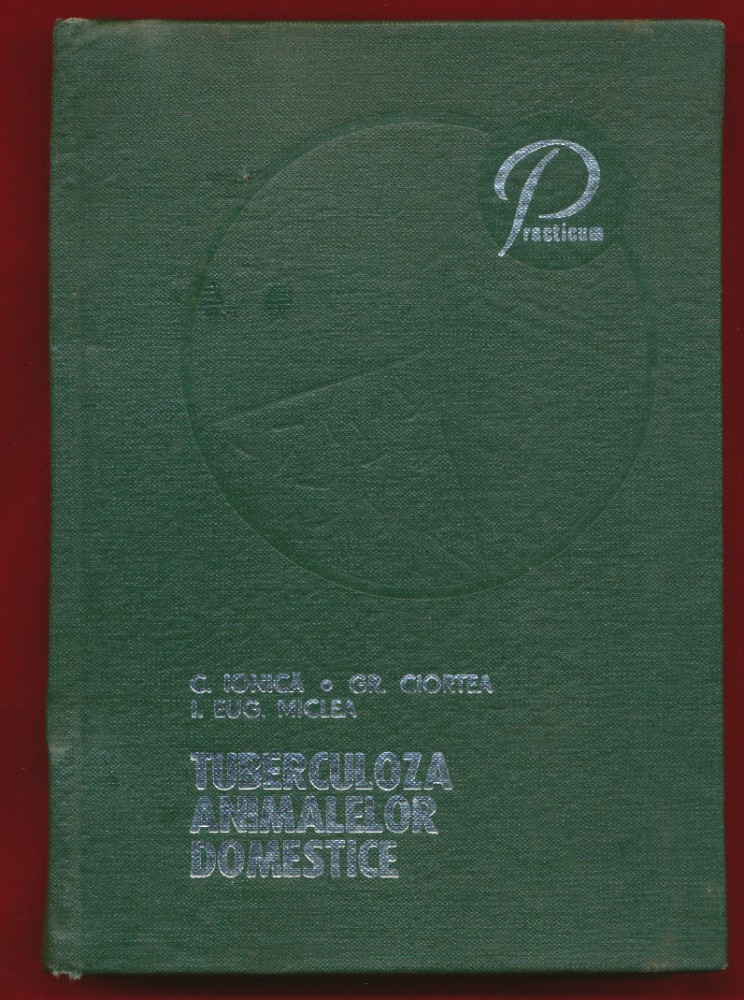 Practicum
C. IONICĂ • GR. CIORTEA
I. EUG. MICLEA
TUBERCULOZA
ANIMALELOR
DOMESTICE